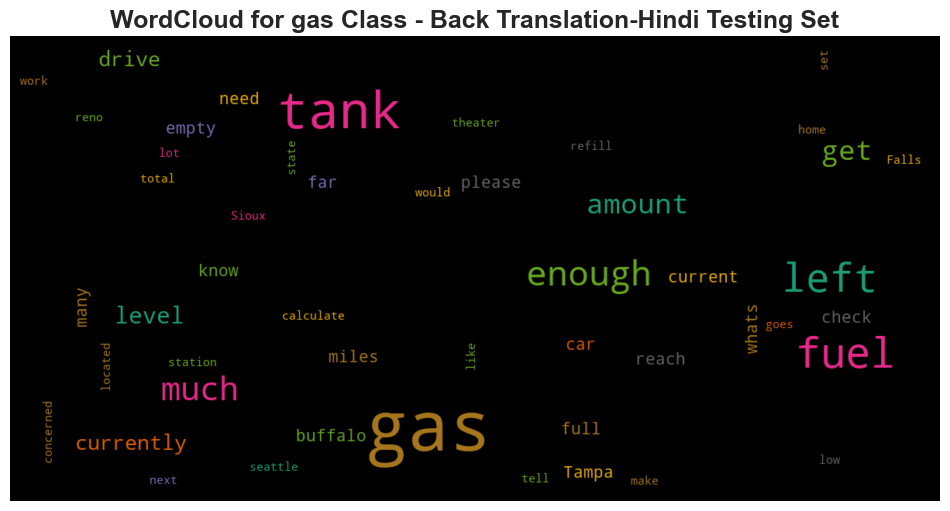 WordCloud for gas Class - Back Translation-Hindi Testing Set
drive
set
work
need
tank
reno
theater
empty
home
lot
state
refill
get
Falls
total
far
please
would
amount
Sioux
know
enough
current
left
many
level
calculate
whats
goes
check
located
station
miles
like
car
reach
fuel
much
concerned
currently
buffalo
gas
full
seattle
low
next
tell
Tampa
make